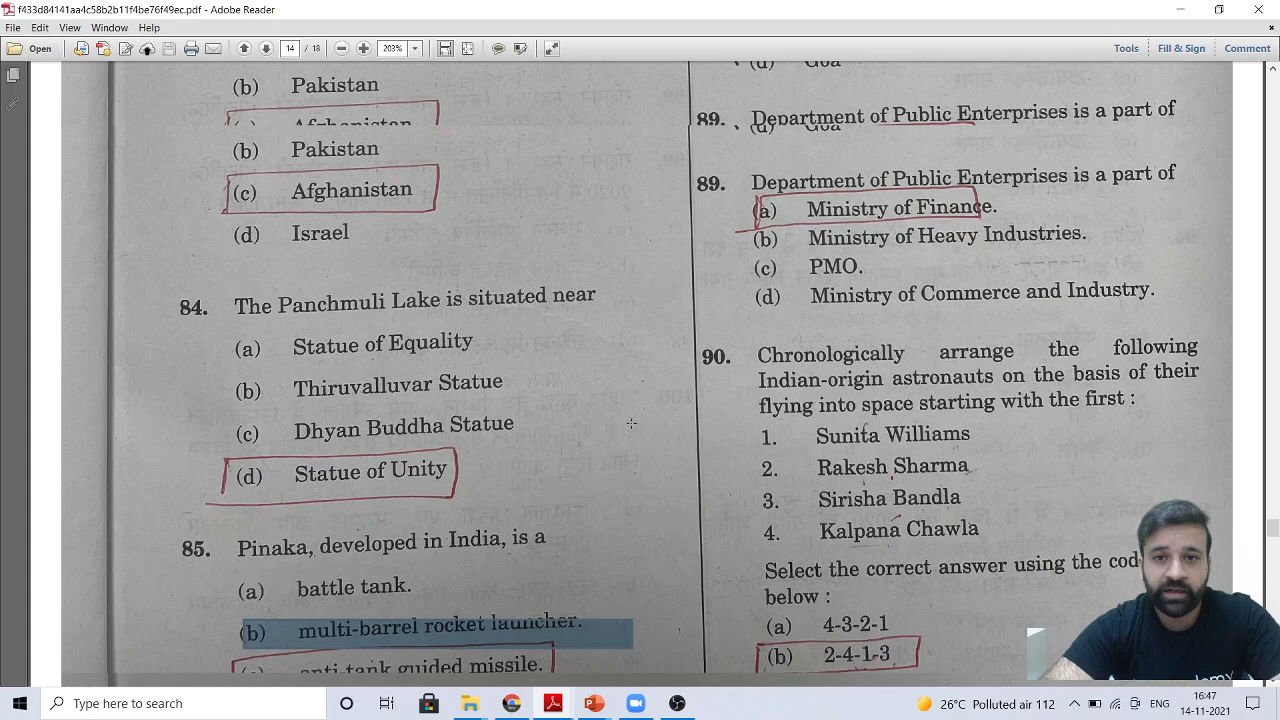 f433d84141aa4c58b2b11f4be76f49ec.pdf - Adobe Reader
File Edit View Window Help
Open 14 / 18 203% Tools Fill & Sign Comment
(b) Pakistan
Afghanistan
(b) Pakistan
(c) Afghanistan
(d) Israel
84. The Panchmuli Lake is situated near
(a) Statue of Equality
(b) Thiruvalluvar Statue
(c) Dhyan Buddha Statue
(d) Statue of Unity
85. Pinaka, developed in India, is a
(a) battle tank.
(b) multi-barrel rocket launcher.
anti-tank guided missile.
(d) Goa
89. Department of Public Enterprises is a part of
(d) Goa
89. Department of Public Enterprises is a part of
(a) Ministry of Finance.
(b) Ministry of Heavy Industries.
(c) PMO.
(d) Ministry of Commerce and Industry.
90. Chronologically arrange the following
Indian-origin astronauts on the basis of their
flying into space starting with the first :
1. Sunita Williams
2. Rakesh Sharma
3. Sirisha Bandla
4. Kalpana Chawla
Select the correct answer using the cod
below :
(a) 4-3-2-1
(b) 2-4-1-3
Type here to search
26°C Polluted air 112 ENG
16:47
14-11-2021